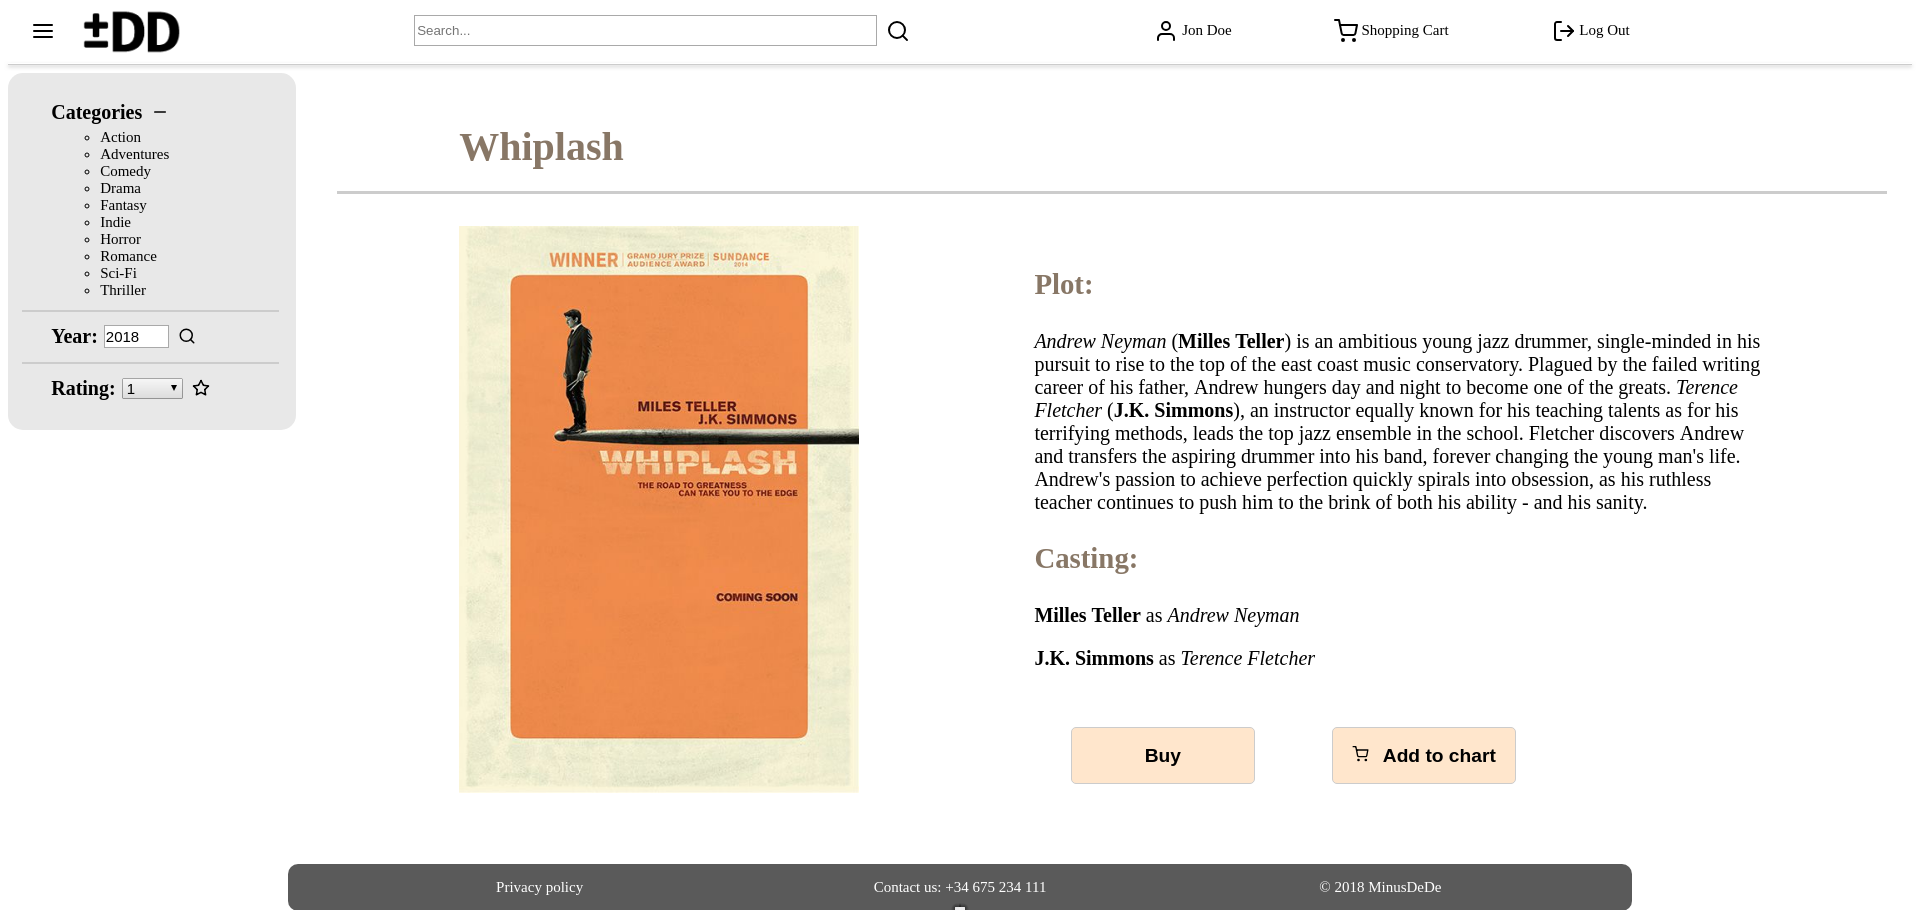 ±DD
Search...
Jon Doe
Shopping Cart
Log Out
Categories
Action
Adventures
Comedy
Drama
Fantasy
Indie
Horror
Romance
Sci-Fi
Thriller
Year: 2018
Rating: 1
Whiplash
WINNER GRAND JURY PRIZE AUDIENCE AWARD SUNDANCE 2014
MILES TELLER
J.K. SIMMONS
WHIPLASH
THE ROAD TO GREATNESS
CAN TAKE YOU TO THE EDGE
COMING SOON
Plot:
Andrew Neyman (Milles Teller) is an ambitious young jazz drummer, single-minded in his
pursuit to rise to the top of the east coast music conservatory. Plagued by the failed writing
career of his father, Andrew hungers day and night to become one of the greats. Terence
Fletcher (J.K. Simmons), an instructor equally known for his teaching talents as for his
terrifying methods, leads the top jazz ensemble in the school. Fletcher discovers Andrew
and transfers the aspiring drummer into his band, forever changing the young man's life.
Andrew's passion to achieve perfection quickly spirals into obsession, as his ruthless
teacher continues to push him to the brink of both his ability - and his sanity.
Casting:
Milles Teller as Andrew Neyman
J.K. Simmons as Terence Fletcher
Buy
Add to chart
Privacy policy
Contact us: +34 675 234 111
© 2018 MinusDeDe